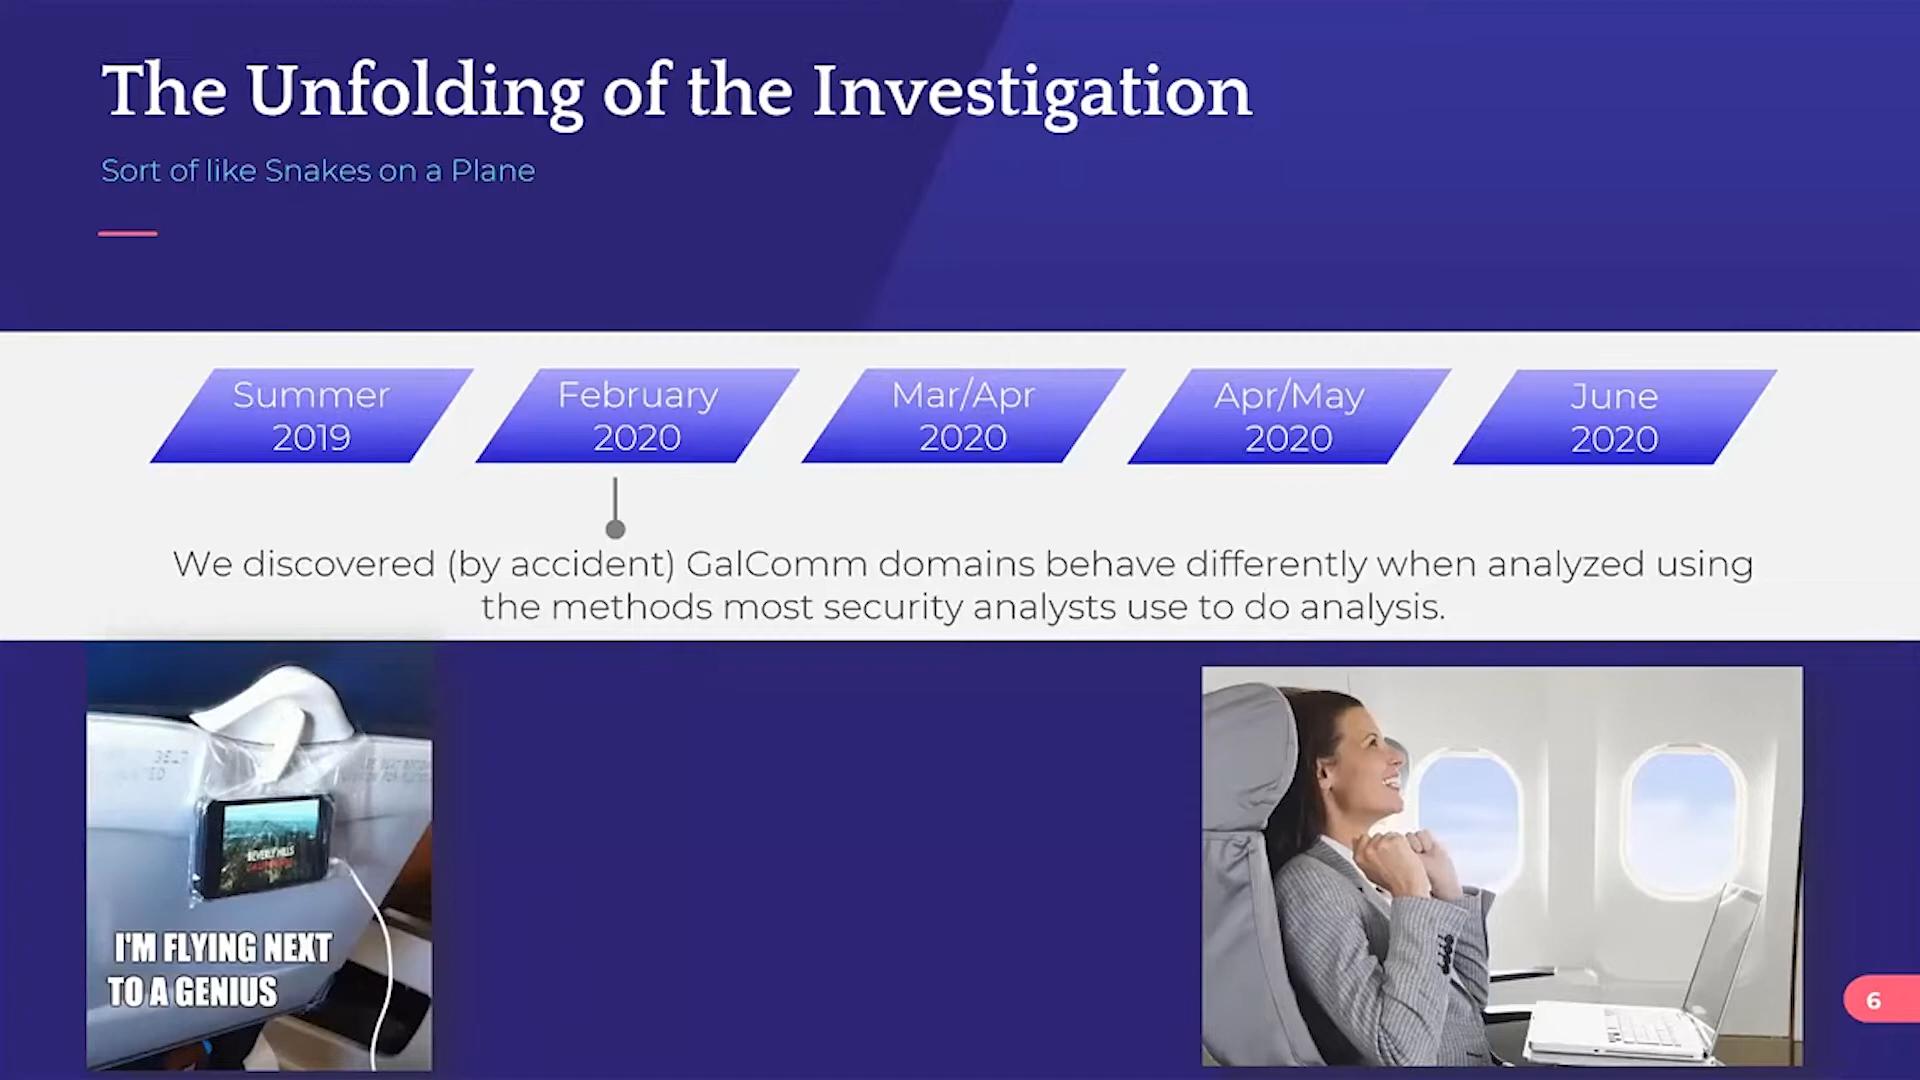 The Unfolding of the Investigation
Sort of like Snakes on a Plane
Summer
2019
February
2020
Mar/Apr
2020
Apr/May
2020
June
2020
We discovered (by accident) GalComm domains behave differently when analyzed using
the methods most security analysts use to do analysis.
BEVERLY HILLS
I'M FLYING NEXT
TO A GENIUS
6